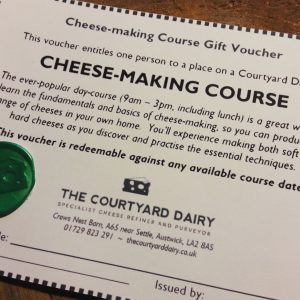 Cheese-making Course Gift Voucher
This voucher entitles one person to a place on a Courtyard D
CHEESE-MAKING COURSE
The ever-popular day-course (9am – 3pm, including lunch) is a great w
learn the fundamentals and basics of cheese-making, so you can produc
nge of cheeses in your own home. You'll experience making both soft
hard cheeses as you discover and practise the essential techniques.
This voucher is redeemable against any available course date
THE COURTYARD DAIRY
SPECIALIST CHEESE REFINER AND PURVEYOR
Crows Nest Barn, A65 near Settle, Austwick, LA2 8AS
01729 823 291 ~ thecourtyarddairy.co.uk
te:
Issued by: